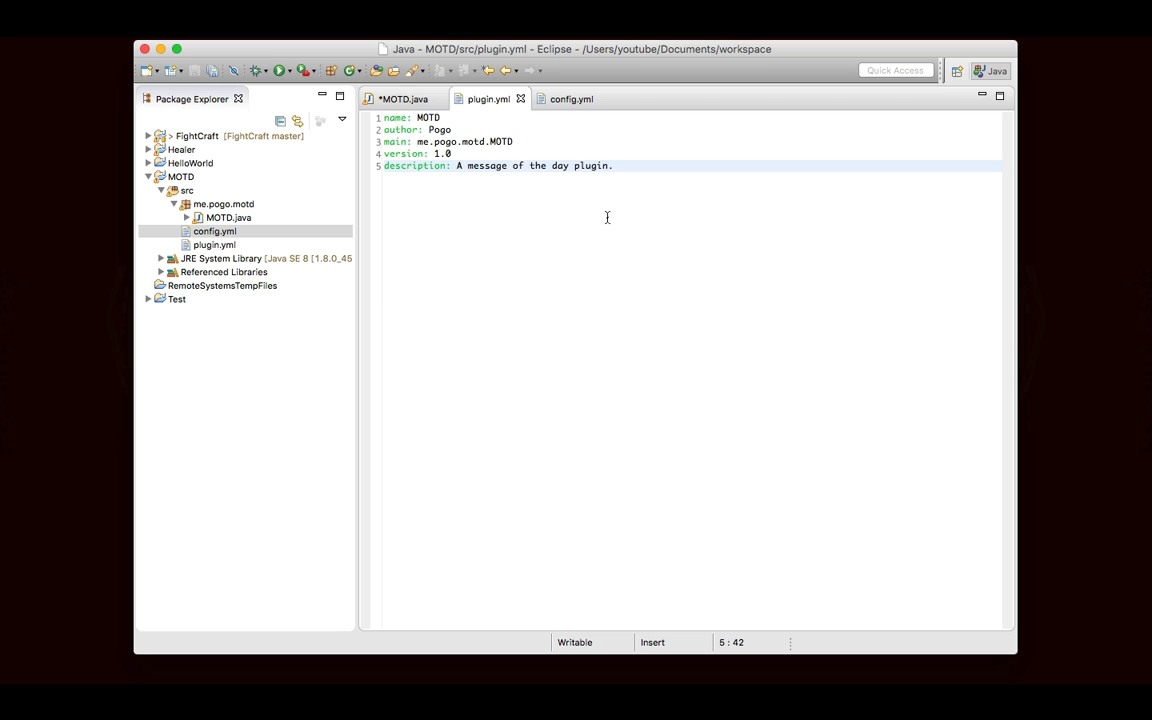 Java - MOTD/src/plugin.yml - Eclipse - /Users/youtube/Documents/workspace
Quick Access
Java
Package Explorer
*MOTD.java
plugin.yml
config.yml
> FightCraft [FightCraft master]
Healer
HelloWorld
MOTD
src
me.pogo.motd
MOTD.java
config.yml
plugin.yml
JRE System Library [Java SE 8 [1.8.0_45
Referenced Libraries
RemoteSystemsTempFiles
Test
1 name: MOTD
2 author: Pogo
3 main: me.pogo.motd.MOTD
4 version: 1.0
5 description: A message of the day plugin.
Writable
Insert
5 : 42